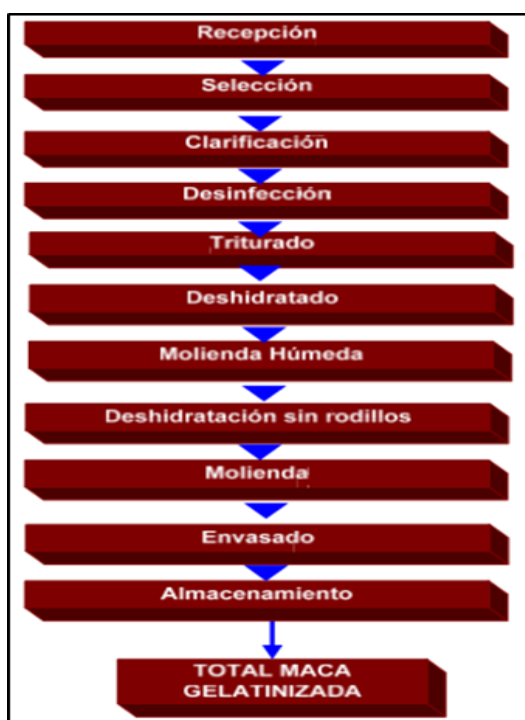 Recepción
Selección
Clarificación
Desinfección
Triturado
Deshidratado
Molienda Húmeda
Deshidratación sin rodillos
Molienda
Envasado
Almacenamiento
TOTAL MACA
GELATINIZADA